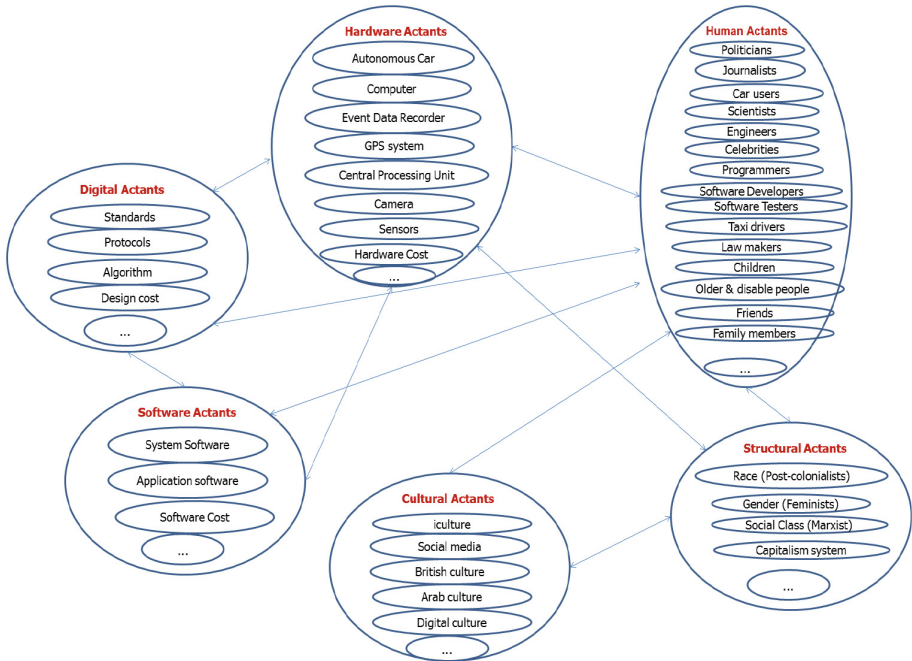 Hardware Actants
Autonomous Car
Computer
Event Data Recorder
GPS system
Central Processing Unit
Camera
Sensors
Hardware Cost
...
Human Actants
Politicians
Journalists
Car users
Scientists
Engineers
Celebrities
Programmers
Software Developers
Software Testers
Taxi drivers
Law makers
Children
Older & disable people
Friends
Family members
...
Digital Actants
Standards
Protocols
Algorithm
Design cost
...
Software Actants
System Software
Application software
Software Cost
...
Cultural Actants
iculture
Social media
British culture
Arab culture
Digital culture
...
Structural Actants
Race (Post-colonialists)
Gender (Feminists)
Social Class (Marxist)
Capitalism system
...